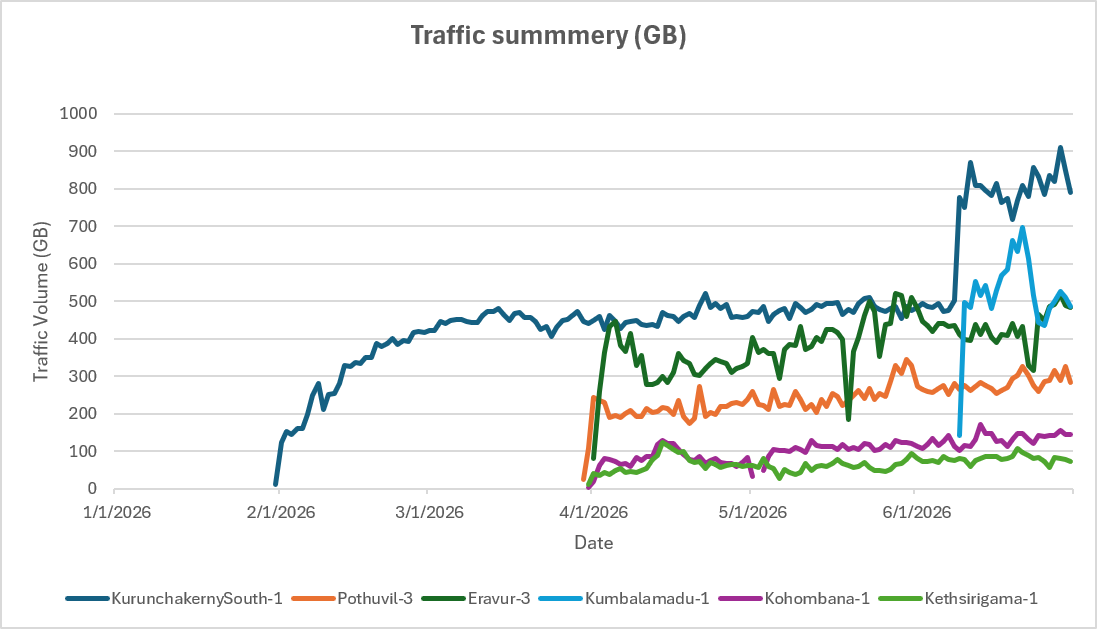 Traffic summmery (GB)
1000
900
800
700
600
500
400
300
200
100
0
Traffic Volume (GB)
1/1/2026 2/1/2026 3/1/2026 4/1/2026 5/1/2026 6/1/2026
Date
KurunchakernySouth-1 Pothuvil-3 Eravur-3 Kumbalamadu-1 Kohombana-1 Kethsirigama-1